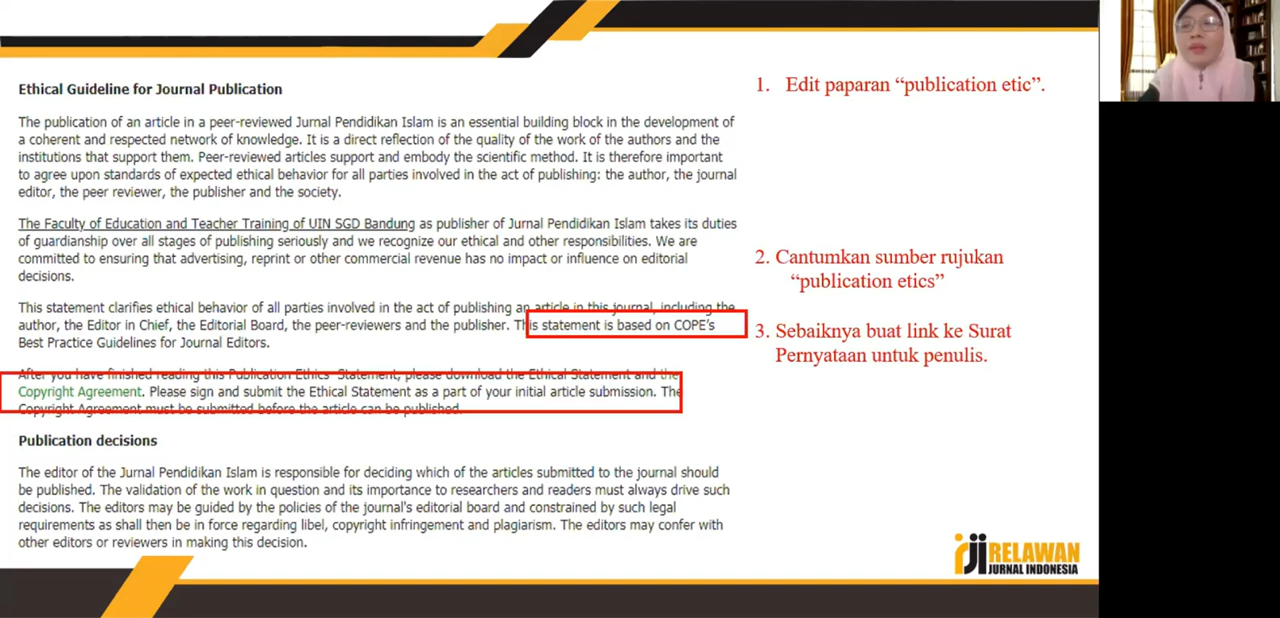 Ethical Guideline for Journal Publication
The publication of an article in a peer-reviewed Jurnal Pendidikan Islam is an essential building block in the development of
a coherent and respected network of knowledge. It is a direct reflection of the quality of the work of the authors and the
institutions that support them. Peer-reviewed articles support and embody the scientific method. It is therefore important
to agree upon standards of expected ethical behavior for all parties involved in the act of publishing: the author, the journal
editor, the peer reviewer, the publisher and the society.
The Faculty of Education and Teacher Training of UIN SGD Bandung as publisher of Jurnal Pendidikan Islam takes its duties
of guardianship over all stages of publishing seriously and we recognize our ethical and other responsibilities. We are
committed to ensuring that advertising, reprint or other commercial revenue has no impact or influence on editorial
decisions.
This statement clarifies ethical behavior of all parties involved in the act of publishing an article in this journal, including the
author, the Editor in Chief, the Editorial Board, the peer-reviewers and the publisher. This statement is based on COPE's
Best Practice Guidelines for Journal Editors.
After you have finished reading this Publication Ethics Statement, please download the Ethical Statement and the
Copyright Agreement. Please sign and submit the Ethical Statement as a part of your initial article submission. The
Copyright Agreement must be submitted before the article can be published.
Publication decisions
The editor of the Jurnal Pendidikan Islam is responsible for deciding which of the articles submitted to the journal should
be published. The validation of the work in question and its importance to researchers and readers must always drive such
decisions. The editors may be guided by the policies of the journal's editorial board and constrained by such legal
requirements as shall then be in force regarding libel, copyright infringement and plagiarism. The editors may confer with
other editors or reviewers in making this decision.
1. Edit paparan “publication etic”.
2. Cantumkan sumber rujukan
“publication etics”
3. Sebaiknya buat link ke Surat
Pernyataan untuk penulis.
rji RELAWAN
JURNAL INDONESIA